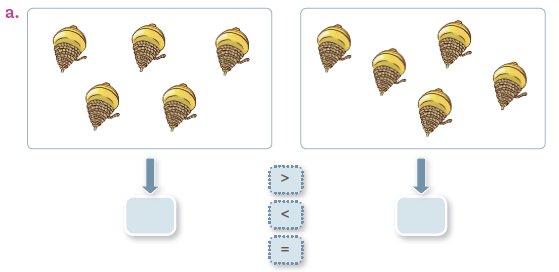 a.
>
<
=